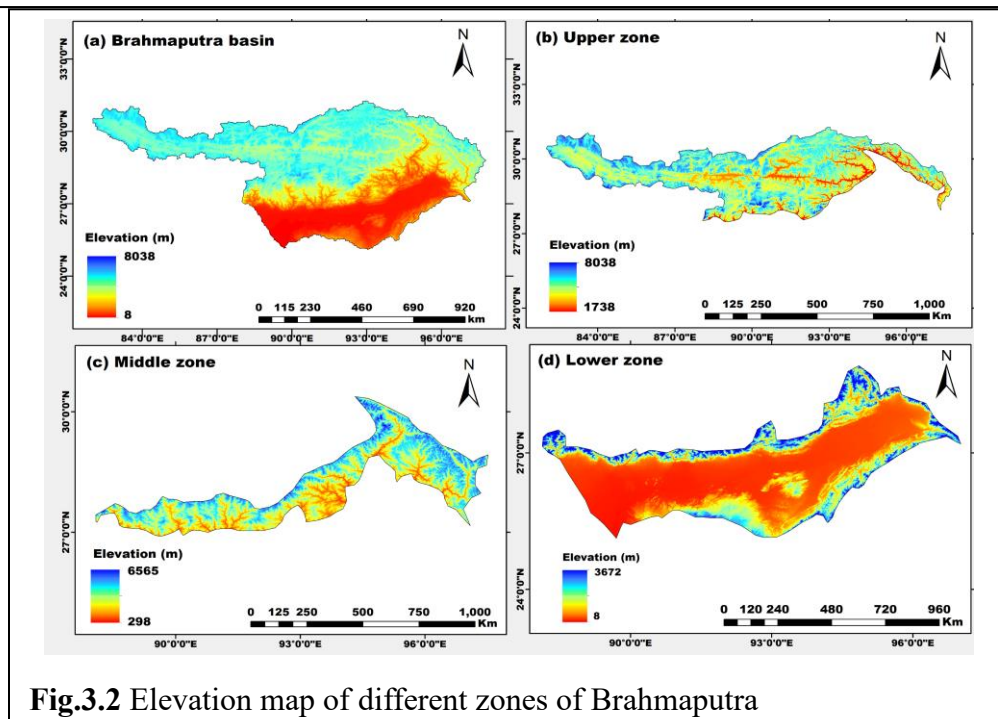 (a) Brahmaputra basin
N
33°0'0"N
30°0'0"N
27°0'0"N
24°0'0"N
Elevation (m)
8038
8
0 115 230 460 690 920
Km
84°0'0"E 87°0'0"E 90°0'0"E 93°0'0"E 96°0'0"E
(b) Upper zone
N
33°0'0"N
30°0'0"N
27°0'0"N
24°0'0"N
Elevation (m)
8038
1738
0 125 250 500 750 1,000
Km
84°0'0"E 87°0'0"E 90°0'0"E 93°0'0"E 96°0'0"E
(c) Middle zone
N
30°0'0"N
27°0'0"N
Elevation (m)
6565
298
0 125 250 500 750 1,000
Km
90°0'0"E 93°0'0"E 96°0'0"E
(d) Lower zone
N
27°0'0"N
24°0'0"N
Elevation (m)
3672
8
0 120 240 480 720 960
Km
90°0'0"E 93°0'0"E 96°0'0"E
Fig.3.2 Elevation map of different zones of Brahmaputra